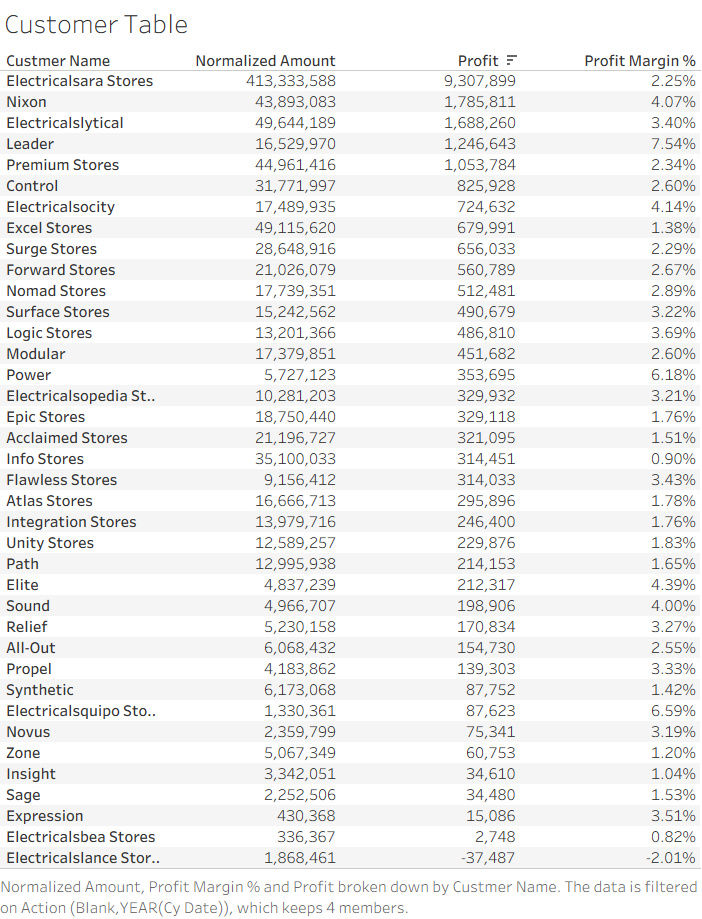 Customer Table
Custmer Name Normalized Amount Profit Profit Margin %
Electricalsara Stores 413,333,588 9,307,899 2.25%
Nixon 43,893,083 1,785,811 4.07%
Electricalslytical 49,644,189 1,688,260 3.40%
Leader 16,529,970 1,246,643 7.54%
Premium Stores 44,961,416 1,053,784 2.34%
Control 31,771,997 825,928 2.60%
Electricalsocity 17,489,935 724,632 4.14%
Excel Stores 49,115,620 679,991 1.38%
Surge Stores 28,648,916 656,033 2.29%
Forward Stores 21,026,079 560,789 2.67%
Nomad Stores 17,739,351 512,481 2.89%
Surface Stores 15,242,562 490,679 3.22%
Logic Stores 13,201,366 486,810 3.69%
Modular 17,379,851 451,682 2.60%
Power 5,727,123 353,695 6.18%
Electricalsopedia St.. 10,281,203 329,932 3.21%
Epic Stores 18,750,440 329,118 1.76%
Acclaimed Stores 21,196,727 321,095 1.51%
Info Stores 35,100,033 314,451 0.90%
Flawless Stores 9,156,412 314,033 3.43%
Atlas Stores 16,666,713 295,896 1.78%
Integration Stores 13,979,716 246,400 1.76%
Unity Stores 12,589,257 229,876 1.83%
Path 12,995,938 214,153 1.65%
Elite 4,837,239 212,317 4.39%
Sound 4,966,707 198,906 4.00%
Relief 5,230,158 170,834 3.27%
All-Out 6,068,432 154,730 2.55%
Propel 4,183,862 139,303 3.33%
Synthetic 6,173,068 87,752 1.42%
Electricalsquipo Sto.. 1,330,361 87,623 6.59%
Novus 2,359,799 75,341 3.19%
Zone 5,067,349 60,753 1.20%
Insight 3,342,051 34,610 1.04%
Sage 2,252,506 34,480 1.53%
Expression 430,368 15,086 3.51%
Electricalsbea Stores 336,367 2,748 0.82%
Electricalslance Stor.. 1,868,461 -37,487 -2.01%
Normalized Amount, Profit Margin % and Profit broken down by Custmer Name. The data is filtered
on Action (Blank,YEAR(Cy Date)), which keeps 4 members.